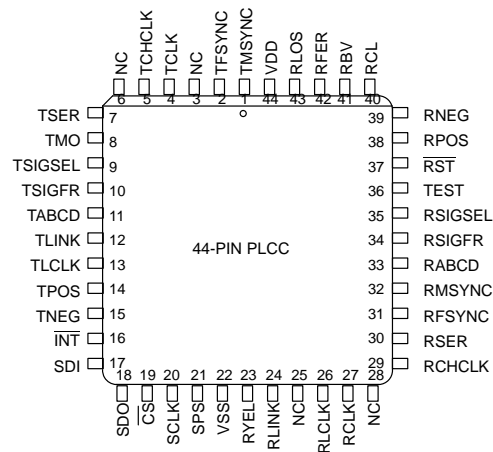 NC TCHCLK TCLK NC TFSYNC TMSYNC VDD RLOS RFER RBV RCL
6 5 4 3 2 1 44 43 42 41 40
TSER 7 39 RNEG
TMO 8 38 RPOS
TSIGSEL 9 37 R̅S̅T̅
TSIGFR 10 36 TEST
TABCD 11 35 RSIGSEL
TLINK 12 34 RSIGFR
44-PIN PLCC
TLCLK 13 33 RABCD
TPOS 14 32 RMSYNC
TNEG 15 31 RFSYNC
I̅N̅T̅ 16 30 RSER
SDI 17 29 RCHCLK
18 19 20 21 22 23 24 25 26 27 28
SDO C̅S̅ SCLK SPS VSS RYEL RLINK NC RLCLK RCLK NC